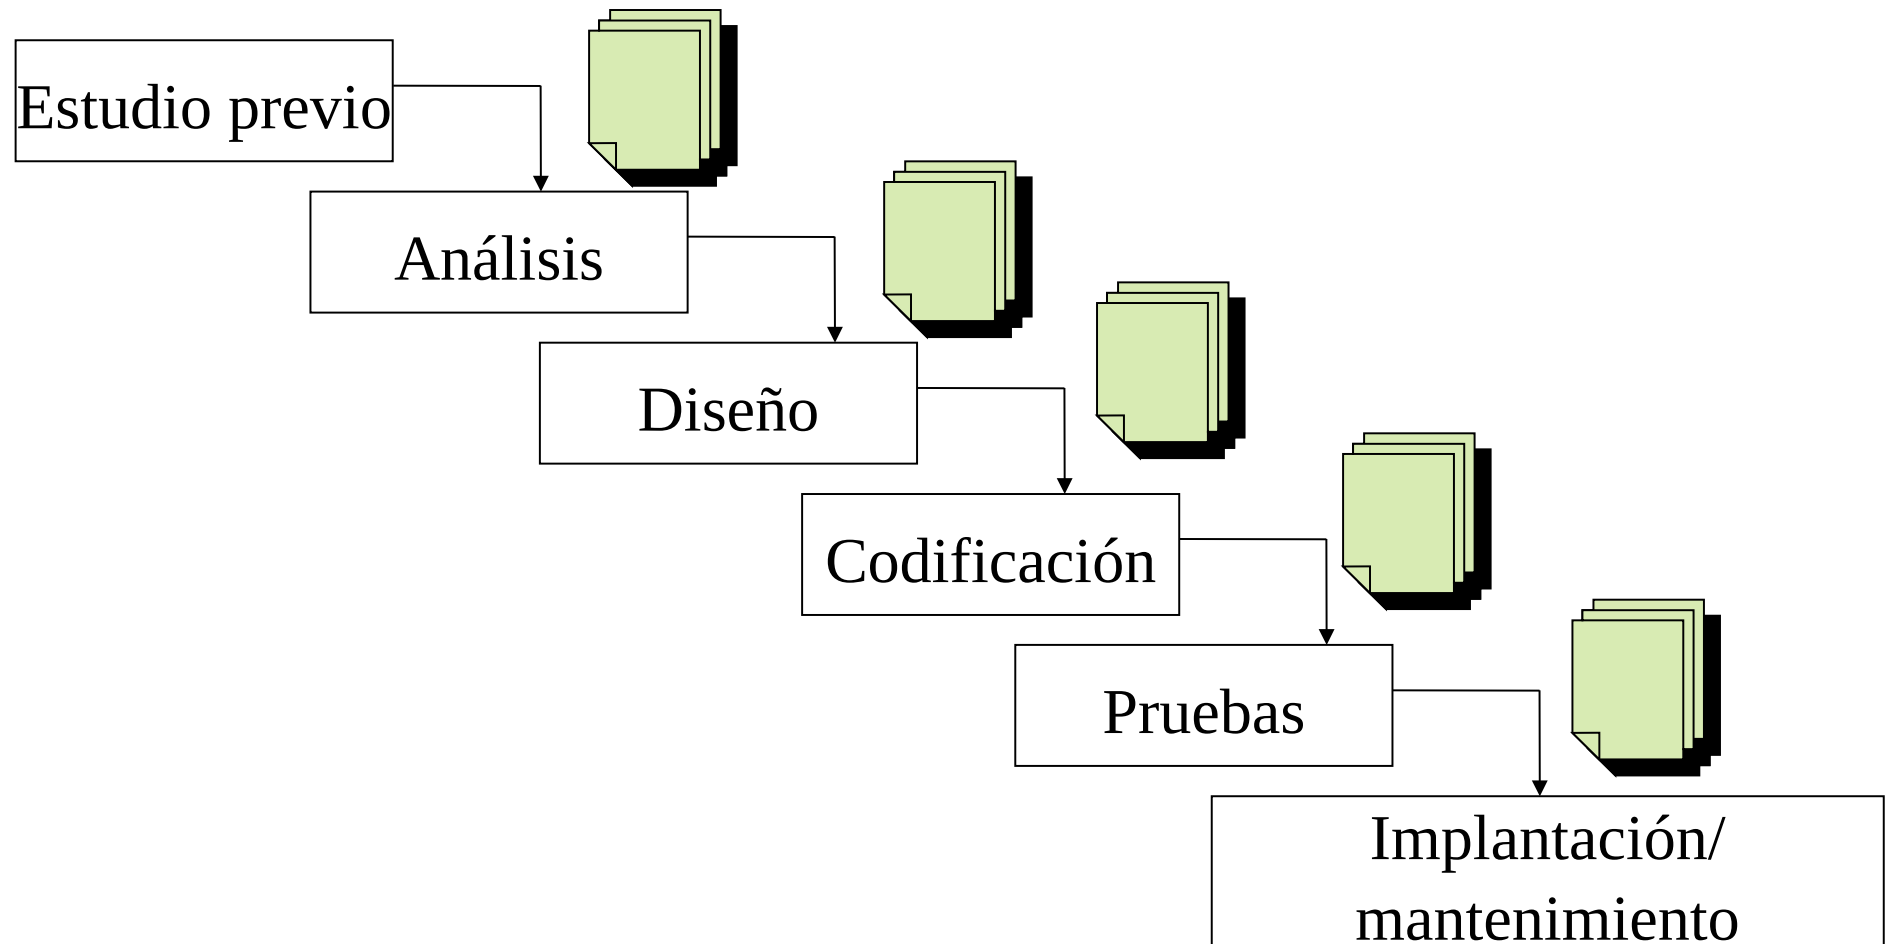 Estudio previo
Análisis
Diseño
Codificación
Pruebas
Implantación/
mantenimiento